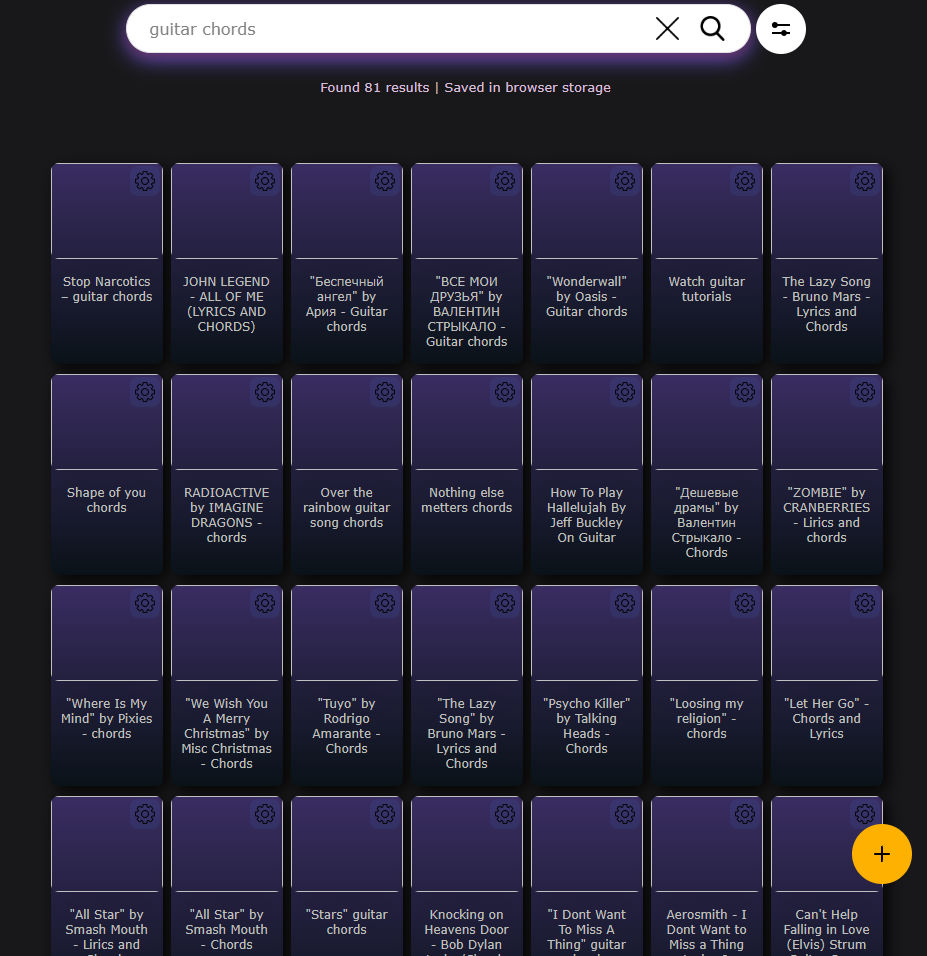 guitar chords
Found 81 results | Saved in browser storage
Stop Narcotics
– guitar chords
JOHN LEGEND
- ALL OF ME
(LYRICS AND
CHORDS)
"Беспечный
ангел" by
Ария - Guitar
chords
"ВСЕ МОИ
ДРУЗЬЯ" by
ВАЛЕНТИН
СТРЫКАЛО -
Guitar chords
"Wonderwall"
by Oasis -
Guitar chords
Watch guitar
tutorials
The Lazy Song
- Bruno Mars -
Lyrics and
Chords
Shape of you
chords
RADIOACTIVE
by IMAGINE
DRAGONS -
chords
Over the
rainbow guitar
song chords
Nothing else
metters chords
How To Play
Hallelujah By
Jeff Buckley
On Guitar
"Дешевые
драмы" by
Валентин
Стрыкало -
Chords
"ZOMBIE" by
CRANBERRIES
- Lirics and
chords
"Where Is My
Mind" by Pixies
- chords
"We Wish You
A Merry
Christmas" by
Misc Christmas
- Chords
"Tuyo" by
Rodrigo
Amarante -
Chords
"The Lazy
Song" by
Bruno Mars -
Lyrics and
Chords
"Psycho Killer"
by Talking
Heads -
Chords
"Loosing my
religion" -
chords
"Let Her Go" -
Chords and
Lyrics
"All Star" by
Smash Mouth
- Lirics and
"All Star" by
Smash Mouth
- Chords
"Stars" guitar
chords
Knocking on
Heavens Door
- Bob Dylan
"I Dont Want
To Miss A
Thing" guitar
Aerosmith - I
Dont Want to
Miss a Thing
Can't Help
Falling in Love
(Elvis) Strum